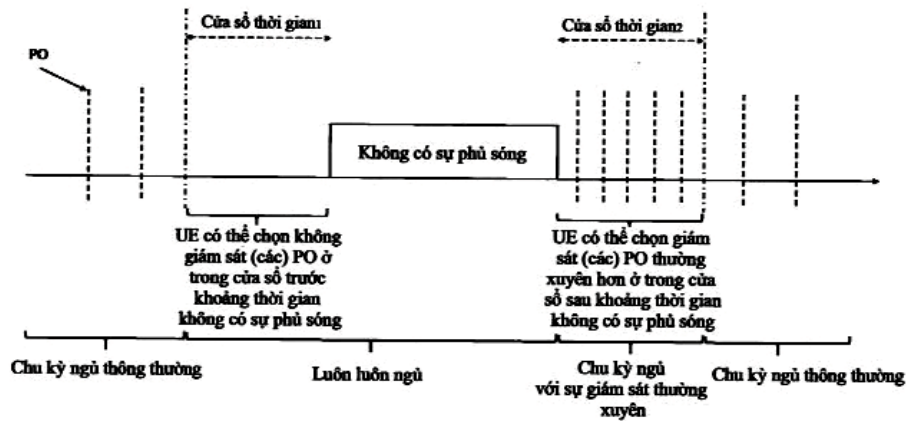 Cửa sổ thời gian1
Cửa sổ thời gian2
PO
Không có sự phủ sóng
UE có thể chọn không
giám sát (các) PO ở
trong cửa sổ trước
khoảng thời gian
không có sự phủ sóng
UE có thể chọn giám
sát (các) PO thường
xuyên hơn ở trong cửa
sổ sau khoảng thời gian
không có sự phủ sóng
Chu kỳ ngủ thông thường
Luôn luôn ngủ
Chu kỳ ngủ
với sự giám sát thường
xuyên
Chu kỳ ngủ thông thường